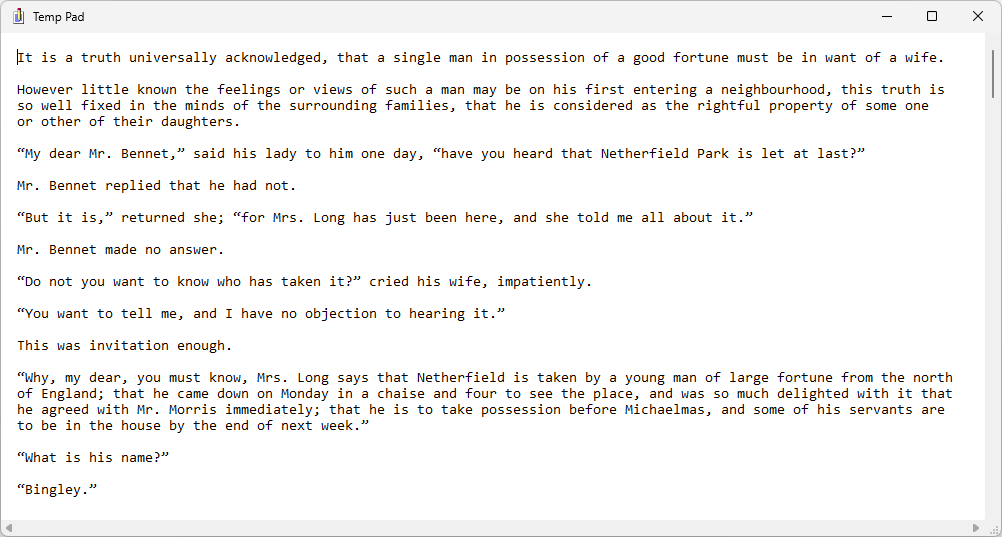 Temp Pad
It is a truth universally acknowledged, that a single man in possession of a good fortune must be in want of a wife.
However little known the feelings or views of such a man may be on his first entering a neighbourhood, this truth is
so well fixed in the minds of the surrounding families, that he is considered as the rightful property of some one
or other of their daughters.
“My dear Mr. Bennet,” said his lady to him one day, “have you heard that Netherfield Park is let at last?”
Mr. Bennet replied that he had not.
“But it is,” returned she; “for Mrs. Long has just been here, and she told me all about it.”
Mr. Bennet made no answer.
“Do not you want to know who has taken it?” cried his wife, impatiently.
“You want to tell me, and I have no objection to hearing it.”
This was invitation enough.
“Why, my dear, you must know, Mrs. Long says that Netherfield is taken by a young man of large fortune from the north
of England; that he came down on Monday in a chaise and four to see the place, and was so much delighted with it that
he agreed with Mr. Morris immediately; that he is to take possession before Michaelmas, and some of his servants are
to be in the house by the end of next week.”
“What is his name?”
“Bingley.”